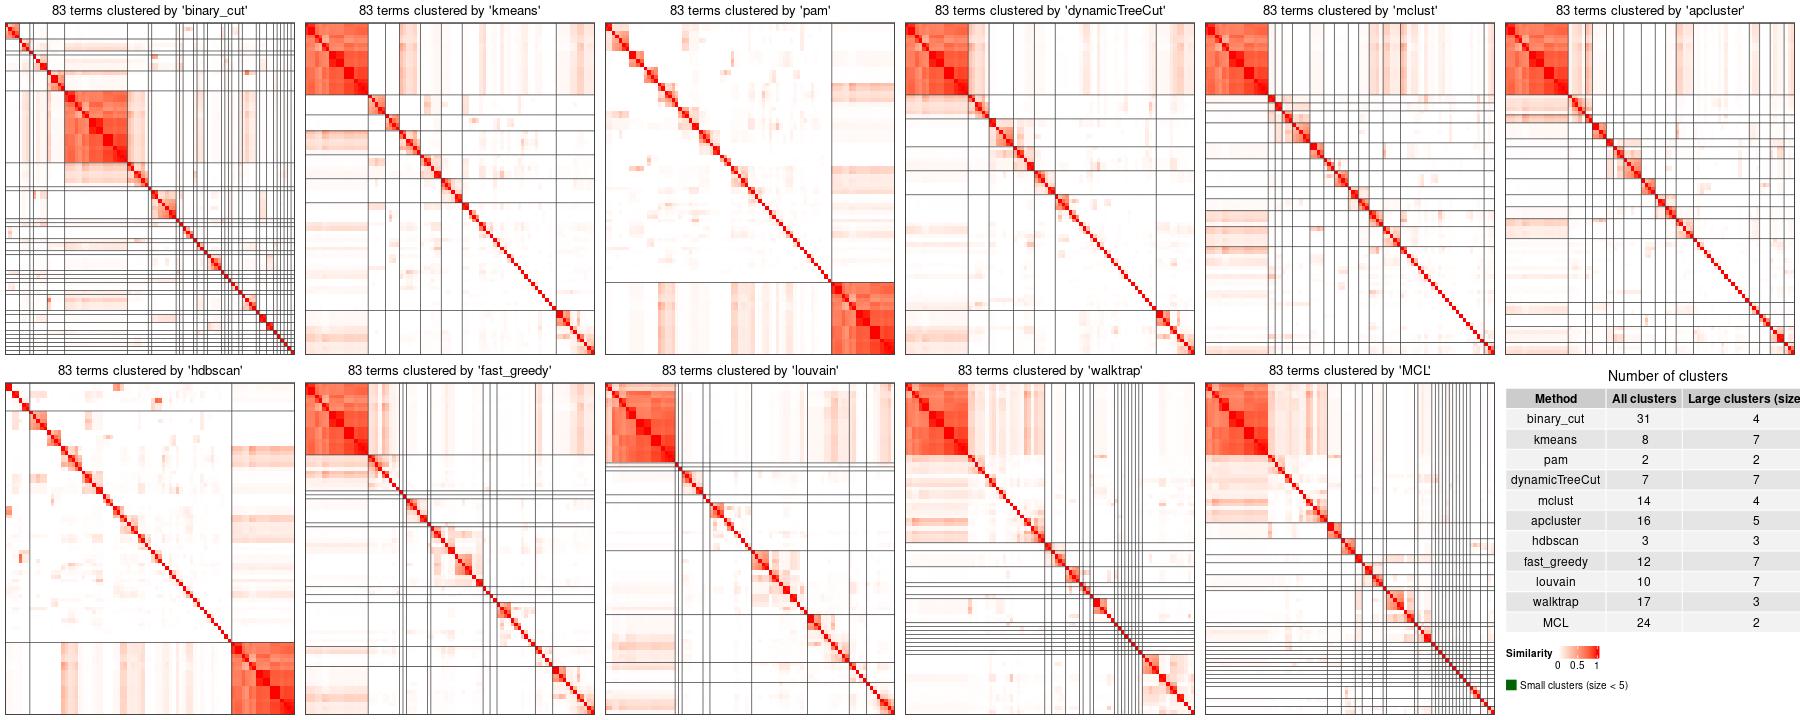 83 terms clustered by 'binary_cut'
83 terms clustered by 'kmeans'
83 terms clustered by 'pam'
83 terms clustered by 'dynamicTreeCut'
83 terms clustered by 'mclust'
83 terms clustered by 'apcluster'
83 terms clustered by 'hdbscan'
83 terms clustered by 'fast_greedy'
83 terms clustered by 'louvain'
83 terms clustered by 'walktrap'
83 terms clustered by 'MCL'
Number of clusters
Method All clusters Large clusters (size
binary_cut 31 4
kmeans 8 7
pam 2 2
dynamicTreeCut 7 7
mclust 14 4
apcluster 16 5
hdbscan 3 3
fast_greedy 12 7
louvain 10 7
walktrap 17 3
MCL 24 2
Similarity
0 0.5 1
Small clusters (size < 5)